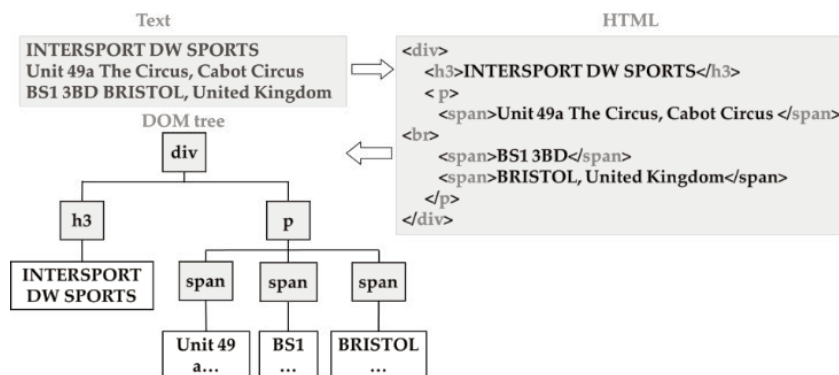 Text
INTERSPORT DW SPORTS
Unit 49a The Circus, Cabot Circus
BS1 3BD BRISTOL, United Kingdom
HTML
<div>
<h3>INTERSPORT DW SPORTS</h3>
< p>
<span>Unit 49a The Circus, Cabot Circus </span>
<br>
<span>BS1 3BD</span>
<span>BRISTOL, United Kingdom</span>
</p>
</div>
DOM tree
div
h3
p
INTERSPORT
DW SPORTS
span
span
span
Unit 49
a...
BS1
...
BRISTOL
...